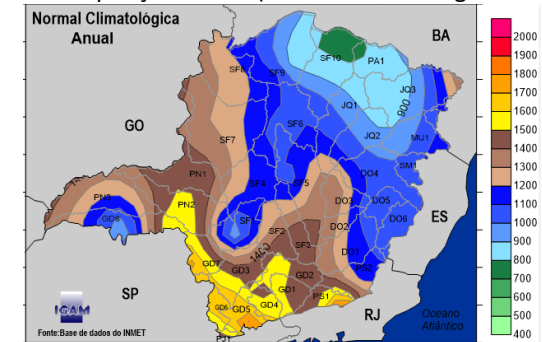 Normal Climatológica
Anual
BA
GO
ES
SP
RJ
Oceano
Atlântico
SF10
PA1
SF8
SF9
JQ3
JQ1
900
SF6
JQ2
MU1
SF7
SM1
PN1
DO4
SF4
SF5
PN3
PN2
DO3
DO5
GD8
SF1
DO6
SF2
DO2
SF3
1400
DO1
GD7
GD3
PS2
GD2
GD1
PS1
GD6
GD5
GD4
PJ1
IGAM
Fonte:Base de dados do INMET
2000
1900
1800
1700
1600
1500
1400
1300
1200
1100
1000
900
800
700
600
500
400